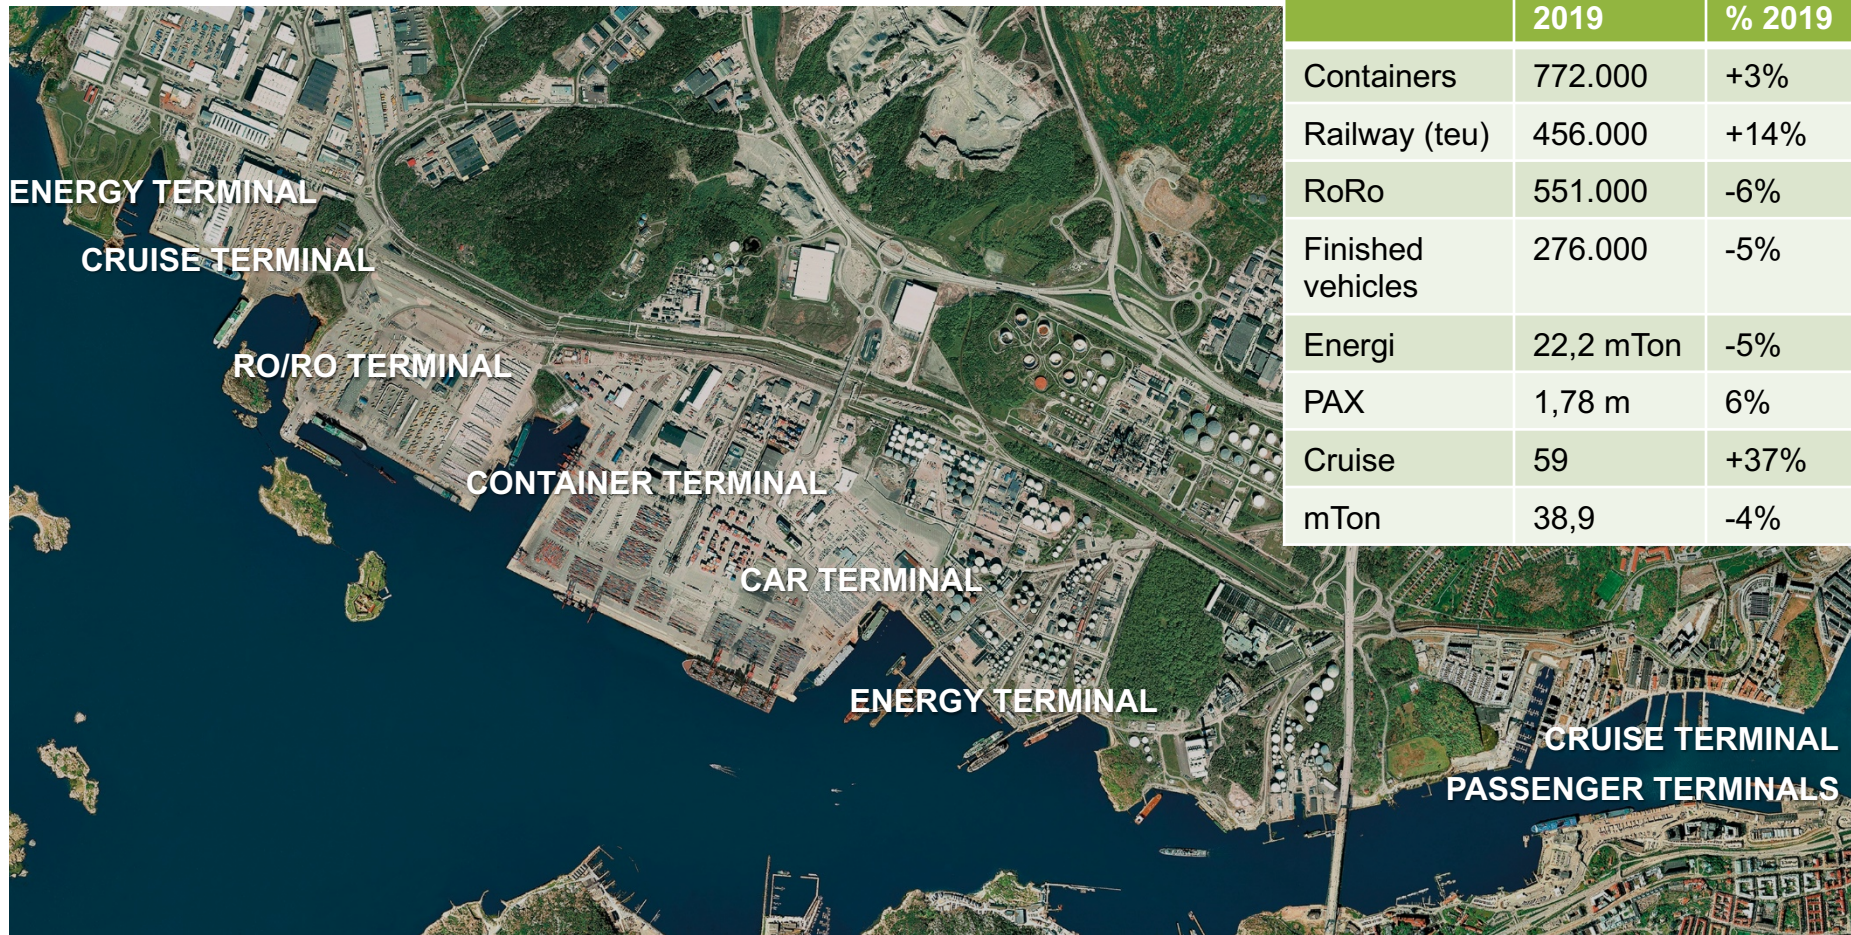 2019 % 2019
Containers 772.000 +3%
Railway (teu) 456.000 +14%
RoRo 551.000 -6%
Finished vehicles 276.000 -5%
Energi 22,2 mTon -5%
PAX 1,78 m 6%
Cruise 59 +37%
mTon 38,9 -4%
ENERGY TERMINAL
CRUISE TERMINAL
RO/RO TERMINAL
CONTAINER TERMINAL
CAR TERMINAL
ENERGY TERMINAL
CRUISE TERMINAL
PASSENGER TERMINALS